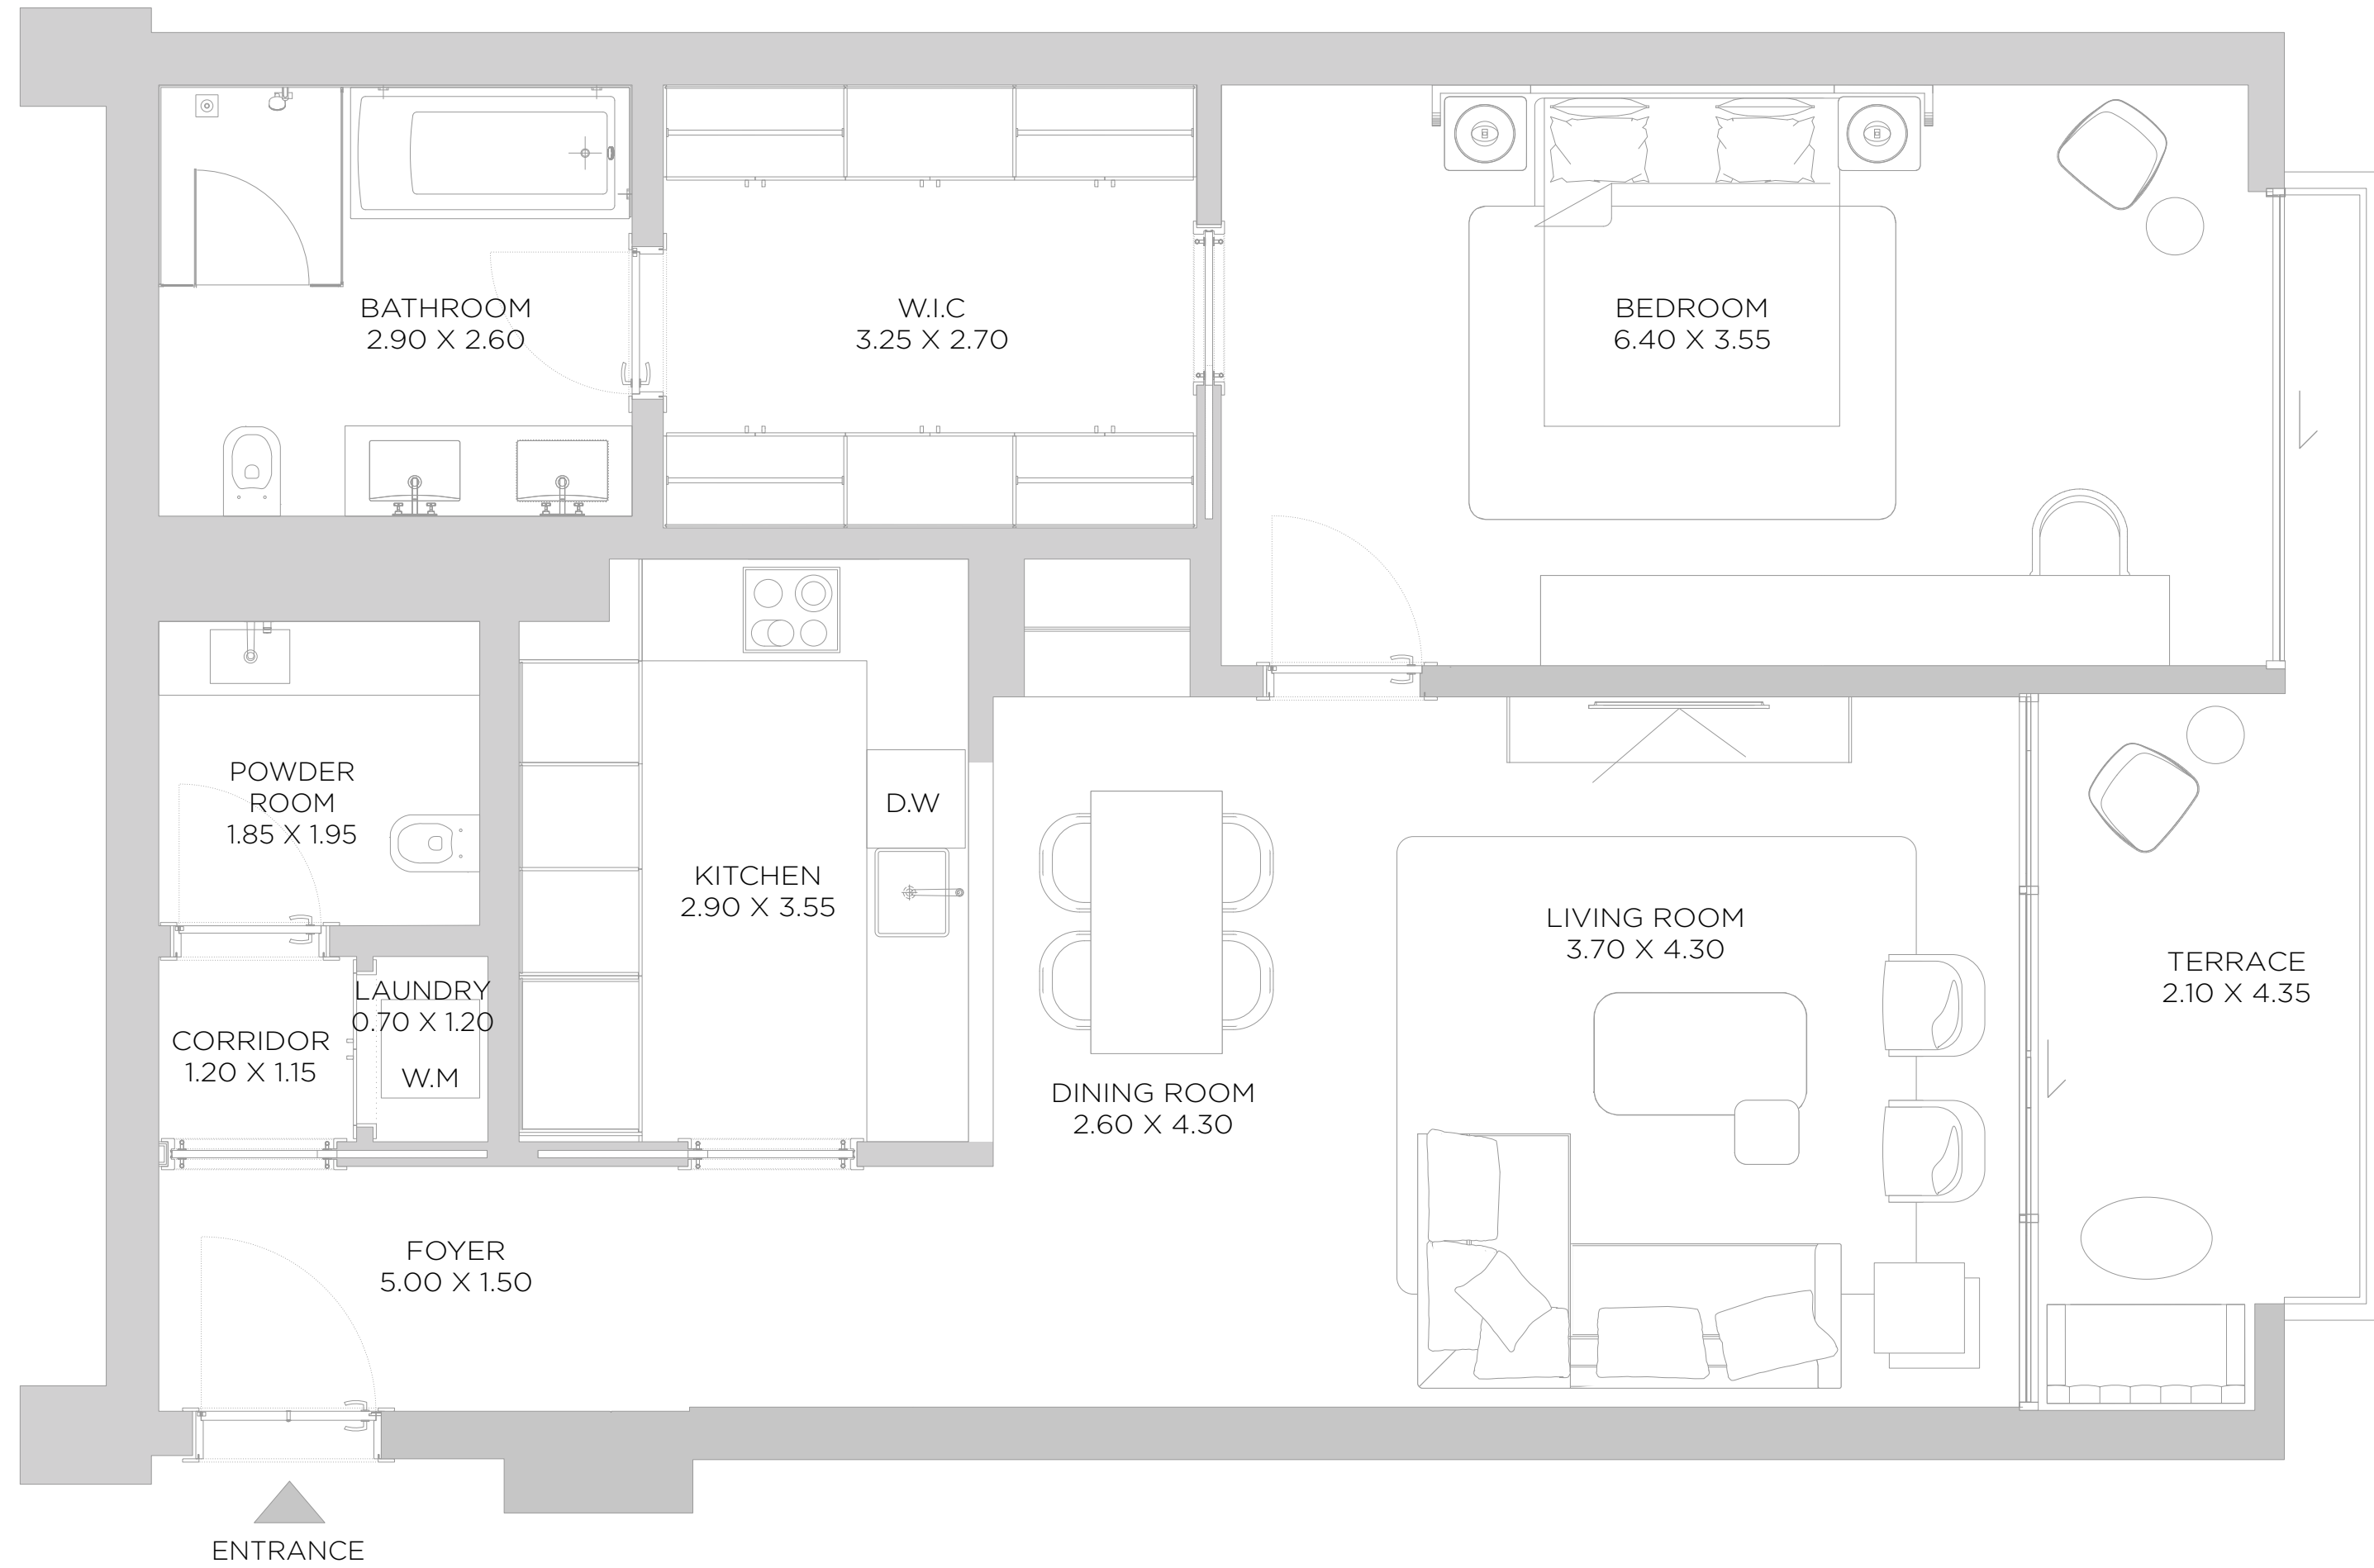 BATHROOM
2.90 X 2.60
W.I.C
3.25 X 2.70
BEDROOM
6.40 X 3.55
POWDER
ROOM
1.85 X 1.95
D.W
KITCHEN
2.90 X 3.55
LIVING ROOM
3.70 X 4.30
TERRACE
2.10 X 4.35
LAUNDRY
0.70 X 1.20
W.M
CORRIDOR
1.20 X 1.15
DINING ROOM
2.60 X 4.30
FOYER
5.00 X 1.50
ENTRANCE